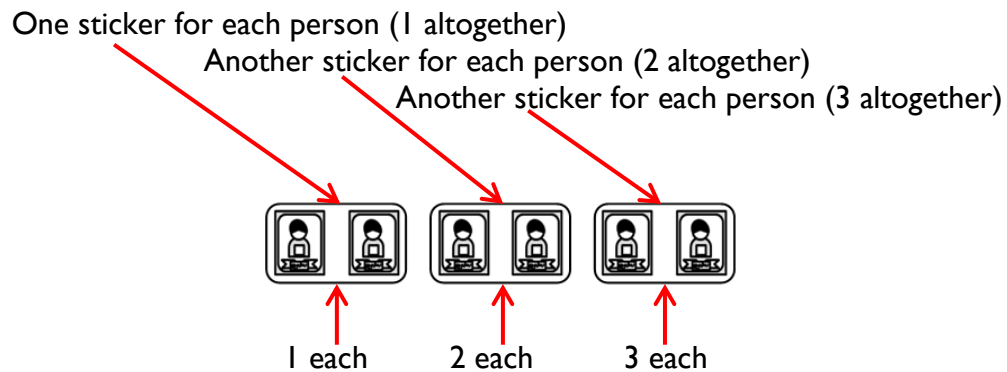 One sticker for each person (1 altogether)
Another sticker for each person (2 altogether)
Another sticker for each person (3 altogether)
1 each 2 each 3 each